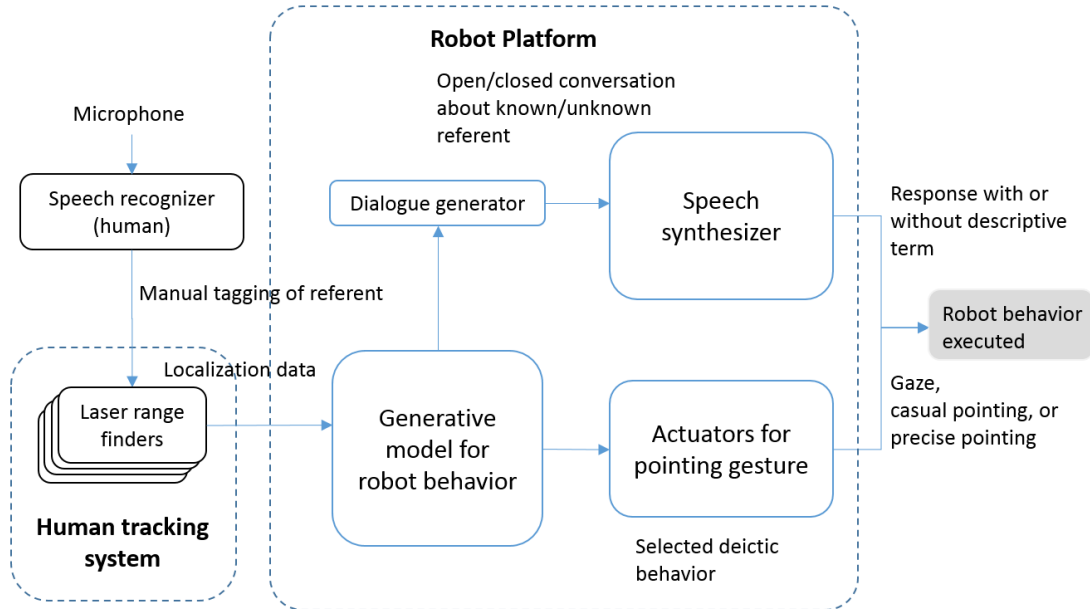 Robot Platform
Open/closed conversation
about known/unknown
referent
Microphone
Speech recognizer
(human)
Dialogue generator
Speech
synthesizer
Response with or
without descriptive
term
Manual tagging of referent
Robot behavior
executed
Localization data
Laser range
finders
Generative
model for
robot behavior
Actuators for
pointing gesture
Gaze,
casual pointing, or
precise pointing
Human tracking
system
Selected deictic
behavior